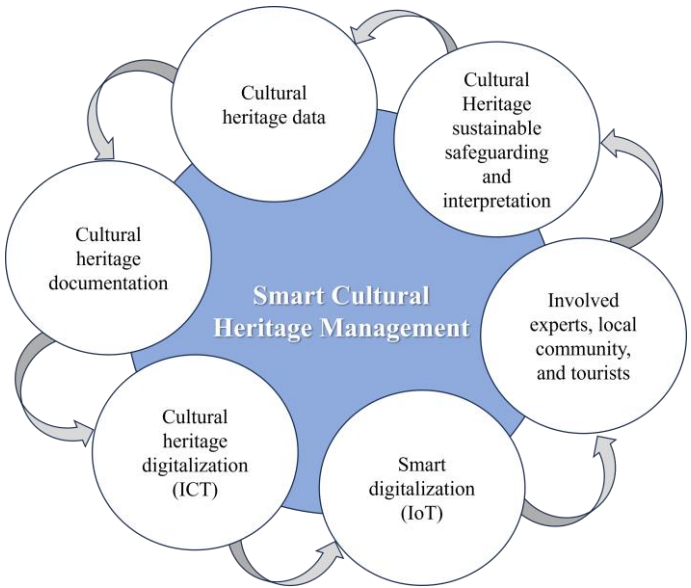 Cultural
heritage data
Cultural
Heritage
sustainable
safeguarding
and
interpretation
Cultural
heritage
documentation
Smart Cultural
Heritage Management
Involved
experts, local
community,
and tourists
Cultural
heritage
digitalization
(ICT)
Smart
digitalization
(IoT)